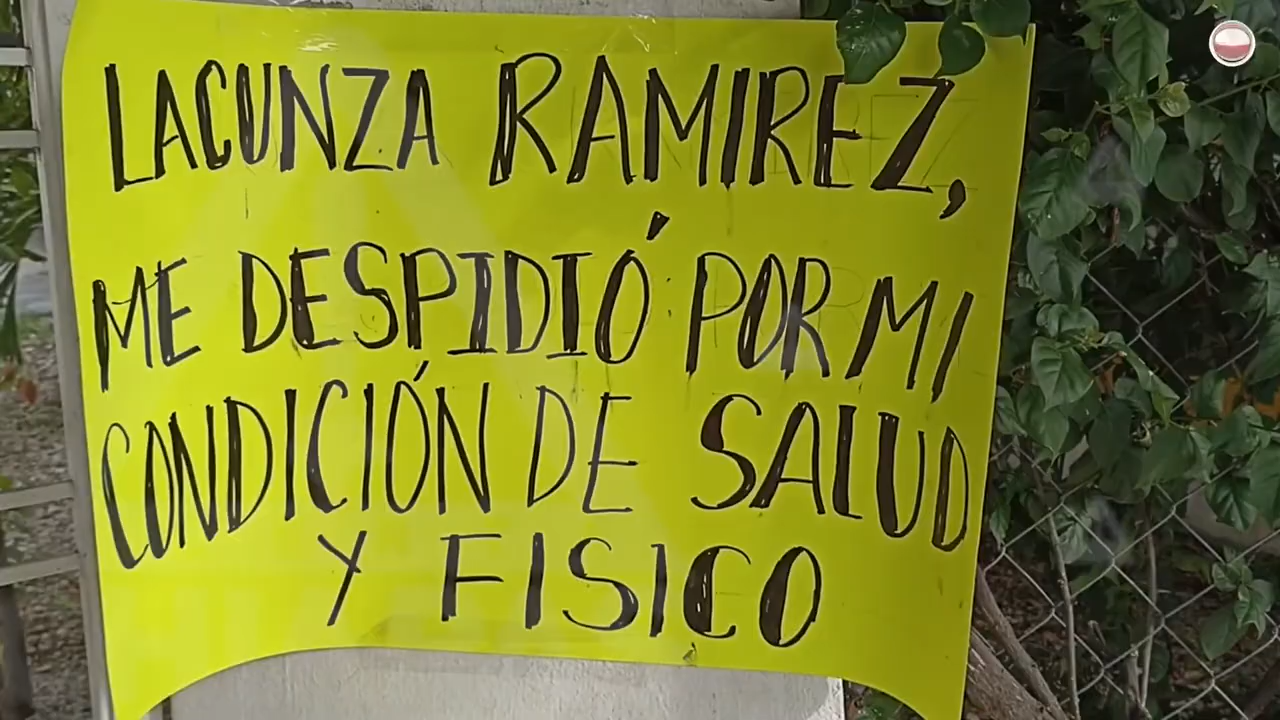 LACUNZA RAMIREZ,
ME DESPIDIÓ POR MI
CONDICIÓN DE SALUD
Y FISICO